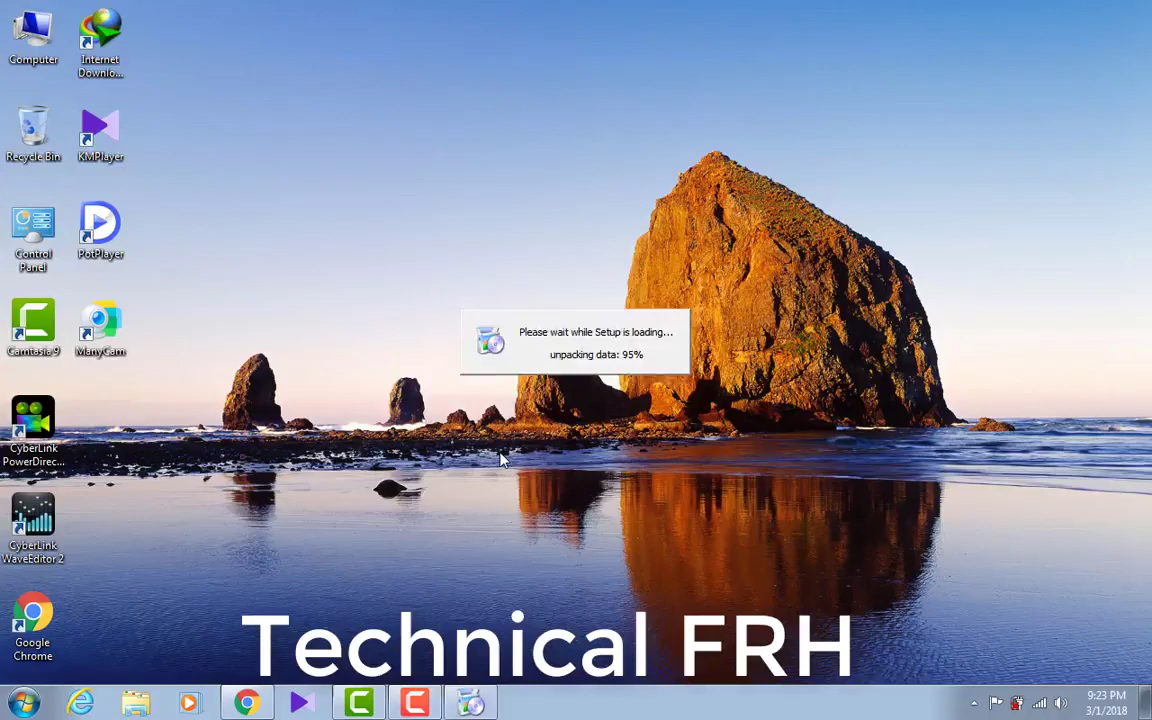 Computer
Internet
Downlo...
Recycle Bin
KMPlayer
Control
Panel
PotPlayer
Camtasia 9
ManyCam
CyberLink
PowerDirec...
CyberLink
WaveEditor 2
Google
Chrome
Please wait while Setup is loading...
unpacking data: 95%
Technical FRH
9:23 PM
3/1/2018